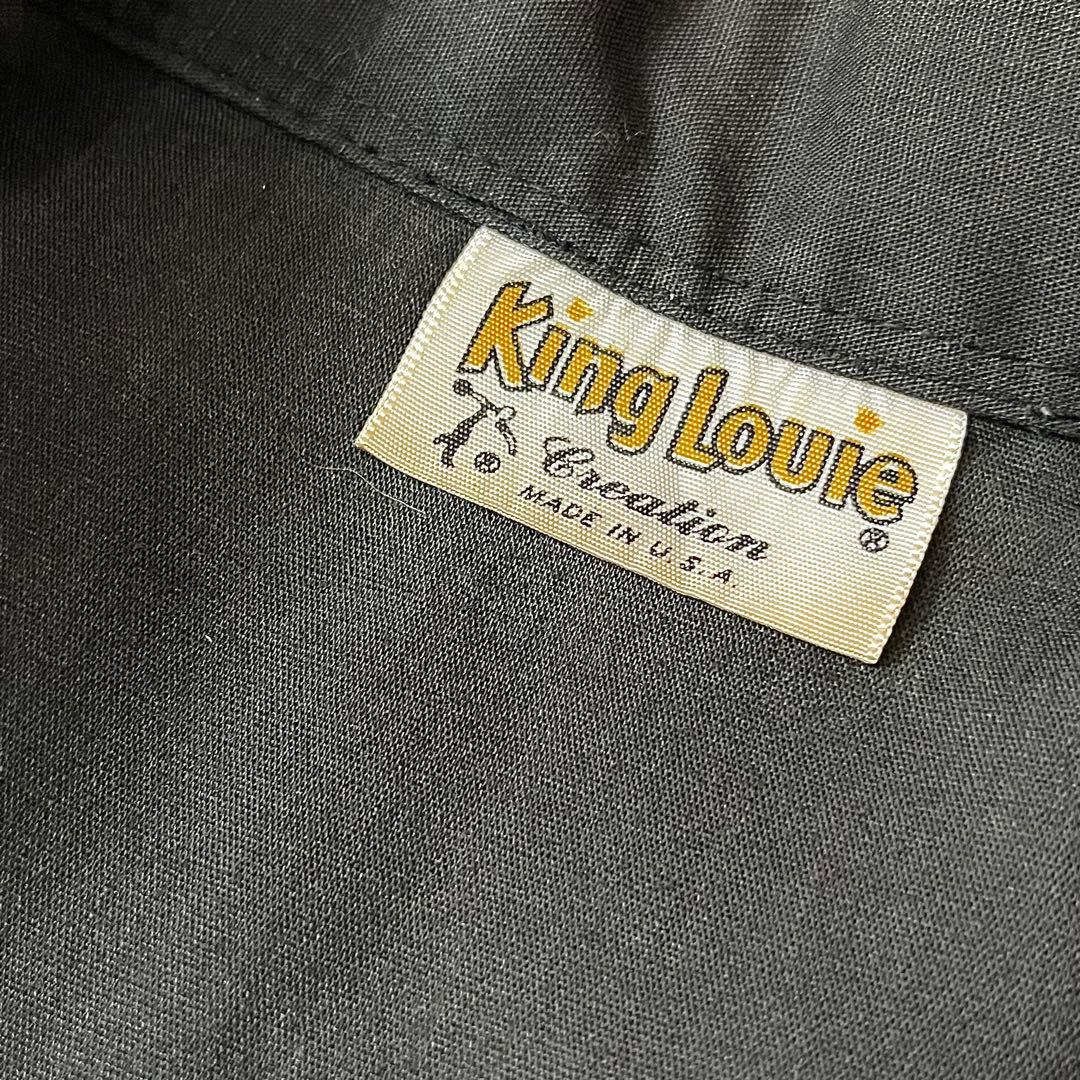 King Louie ®
® Creation
MADE IN U.S.A.